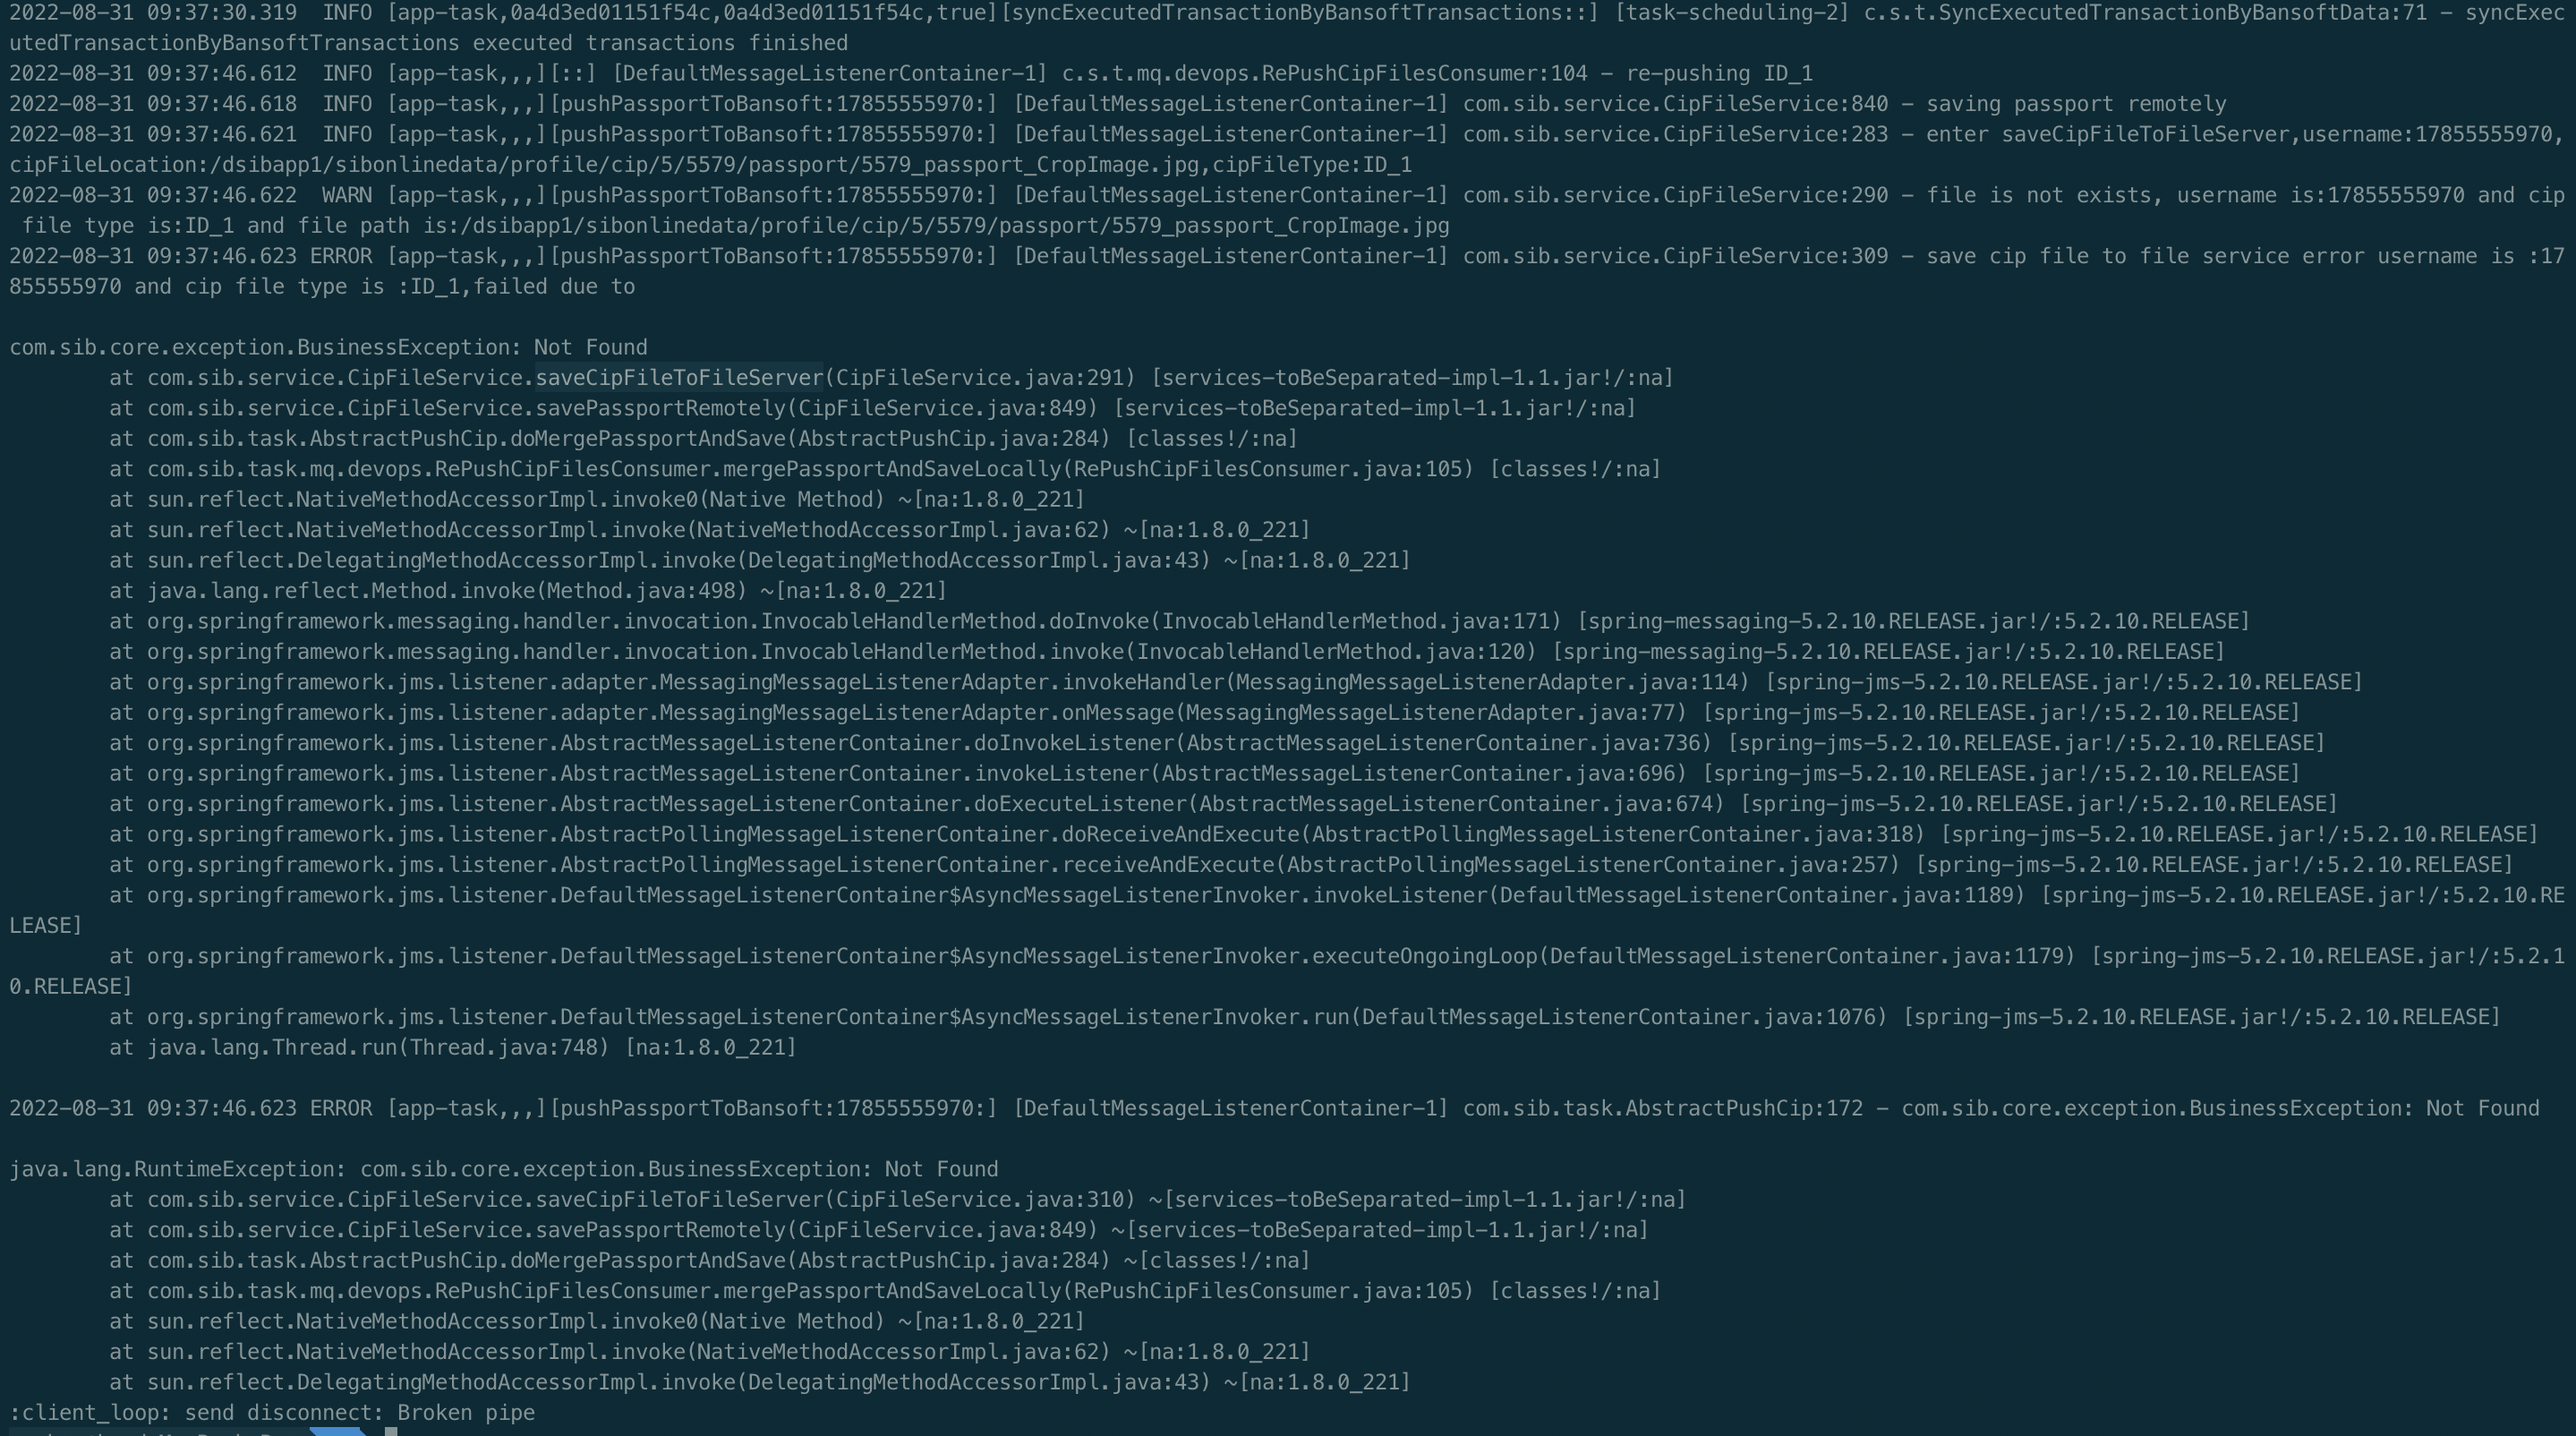 2022-08-31 09:37:30.319  INFO [app-task,0a4d3ed01151f54c,0a4d3ed01151f54c,true][syncExecutedTransactionByBansoftTransactions::] [task-scheduling-2] c.s.t.SyncExecutedTransactionByBansoftData:71 - syncExec
utedTransactionByBansoftTransactions executed transactions finished
2022-08-31 09:37:46.612  INFO [app-task,,,][::] [DefaultMessageListenerContainer-1] c.s.t.mq.devops.RePushCipFilesConsumer:104 - re-pushing ID_1
2022-08-31 09:37:46.618  INFO [app-task,,,][pushPassportToBansoft:17855555970:] [DefaultMessageListenerContainer-1] com.sib.service.CipFileService:840 - saving passport remotely
2022-08-31 09:37:46.621  INFO [app-task,,,][pushPassportToBansoft:17855555970:] [DefaultMessageListenerContainer-1] com.sib.service.CipFileService:283 - enter saveCipFileToFileServer,username:17855555970,
cipFileLocation:/dsibapp1/sibonlinedata/profile/cip/5/5579/passport/5579_passport_CropImage.jpg,cipFileType:ID_1
2022-08-31 09:37:46.622  WARN [app-task,,,][pushPassportToBansoft:17855555970:] [DefaultMessageListenerContainer-1] com.sib.service.CipFileService:290 - file is not exists, username is:17855555970 and cip
 file type is:ID_1 and file path is:/dsibapp1/sibonlinedata/profile/cip/5/5579/passport/5579_passport_CropImage.jpg
2022-08-31 09:37:46.623 ERROR [app-task,,,][pushPassportToBansoft:17855555970:] [DefaultMessageListenerContainer-1] com.sib.service.CipFileService:309 - save cip file to file service error username is :17
855555970 and cip file type is :ID_1,failed due to
com.sib.core.exception.BusinessException: Not Found
        at com.sib.service.CipFileService.saveCipFileToFileServer(CipFileService.java:291) [services-toBeSeparated-impl-1.1.jar!/:na]
        at com.sib.service.CipFileService.savePassportRemotely(CipFileService.java:849) [services-toBeSeparated-impl-1.1.jar!/:na]
        at com.sib.task.AbstractPushCip.doMergePassportAndSave(AbstractPushCip.java:284) [classes!/:na]
        at com.sib.task.mq.devops.RePushCipFilesConsumer.mergePassportAndSaveLocally(RePushCipFilesConsumer.java:105) [classes!/:na]
        at sun.reflect.NativeMethodAccessorImpl.invoke0(Native Method) ~[na:1.8.0_221]
        at sun.reflect.NativeMethodAccessorImpl.invoke(NativeMethodAccessorImpl.java:62) ~[na:1.8.0_221]
        at sun.reflect.DelegatingMethodAccessorImpl.invoke(DelegatingMethodAccessorImpl.java:43) ~[na:1.8.0_221]
        at java.lang.reflect.Method.invoke(Method.java:498) ~[na:1.8.0_221]
        at org.springframework.messaging.handler.invocation.InvocableHandlerMethod.doInvoke(InvocableHandlerMethod.java:171) [spring-messaging-5.2.10.RELEASE.jar!/:5.2.10.RELEASE]
        at org.springframework.messaging.handler.invocation.InvocableHandlerMethod.invoke(InvocableHandlerMethod.java:120) [spring-messaging-5.2.10.RELEASE.jar!/:5.2.10.RELEASE]
        at org.springframework.jms.listener.adapter.MessagingMessageListenerAdapter.invokeHandler(MessagingMessageListenerAdapter.java:114) [spring-jms-5.2.10.RELEASE.jar!/:5.2.10.RELEASE]
        at org.springframework.jms.listener.adapter.MessagingMessageListenerAdapter.onMessage(MessagingMessageListenerAdapter.java:77) [spring-jms-5.2.10.RELEASE.jar!/:5.2.10.RELEASE]
        at org.springframework.jms.listener.AbstractMessageListenerContainer.doInvokeListener(AbstractMessageListenerContainer.java:736) [spring-jms-5.2.10.RELEASE.jar!/:5.2.10.RELEASE]
        at org.springframework.jms.listener.AbstractMessageListenerContainer.invokeListener(AbstractMessageListenerContainer.java:696) [spring-jms-5.2.10.RELEASE.jar!/:5.2.10.RELEASE]
        at org.springframework.jms.listener.AbstractMessageListenerContainer.doExecuteListener(AbstractMessageListenerContainer.java:674) [spring-jms-5.2.10.RELEASE.jar!/:5.2.10.RELEASE]
        at org.springframework.jms.listener.AbstractPollingMessageListenerContainer.doReceiveAndExecute(AbstractPollingMessageListenerContainer.java:318) [spring-jms-5.2.10.RELEASE.jar!/:5.2.10.RELEASE]
        at org.springframework.jms.listener.AbstractPollingMessageListenerContainer.receiveAndExecute(AbstractPollingMessageListenerContainer.java:257) [spring-jms-5.2.10.RELEASE.jar!/:5.2.10.RELEASE]
        at org.springframework.jms.listener.DefaultMessageListenerContainer$AsyncMessageListenerInvoker.invokeListener(DefaultMessageListenerContainer.java:1189) [spring-jms-5.2.10.RELEASE.jar!/:5.2.10.RE
LEASE]
        at org.springframework.jms.listener.DefaultMessageListenerContainer$AsyncMessageListenerInvoker.executeOngoingLoop(DefaultMessageListenerContainer.java:1179) [spring-jms-5.2.10.RELEASE.jar!/:5.2.1
0.RELEASE]
        at org.springframework.jms.listener.DefaultMessageListenerContainer$AsyncMessageListenerInvoker.run(DefaultMessageListenerContainer.java:1076) [spring-jms-5.2.10.RELEASE.jar!/:5.2.10.RELEASE]
        at java.lang.Thread.run(Thread.java:748) [na:1.8.0_221]
2022-08-31 09:37:46.623 ERROR [app-task,,,][pushPassportToBansoft:17855555970:] [DefaultMessageListenerContainer-1] com.sib.task.AbstractPushCip:172 - com.sib.core.exception.BusinessException: Not Found
java.lang.RuntimeException: com.sib.core.exception.BusinessException: Not Found
        at com.sib.service.CipFileService.saveCipFileToFileServer(CipFileService.java:310) ~[services-toBeSeparated-impl-1.1.jar!/:na]
        at com.sib.service.CipFileService.savePassportRemotely(CipFileService.java:849) ~[services-toBeSeparated-impl-1.1.jar!/:na]
        at com.sib.task.AbstractPushCip.doMergePassportAndSave(AbstractPushCip.java:284) ~[classes!/:na]
        at com.sib.task.mq.devops.RePushCipFilesConsumer.mergePassportAndSaveLocally(RePushCipFilesConsumer.java:105) [classes!/:na]
        at sun.reflect.NativeMethodAccessorImpl.invoke0(Native Method) ~[na:1.8.0_221]
        at sun.reflect.NativeMethodAccessorImpl.invoke(NativeMethodAccessorImpl.java:62) ~[na:1.8.0_221]
        at sun.reflect.DelegatingMethodAccessorImpl.invoke(DelegatingMethodAccessorImpl.java:43) ~[na:1.8.0_221]
:client_loop: send disconnect: Broken pipe